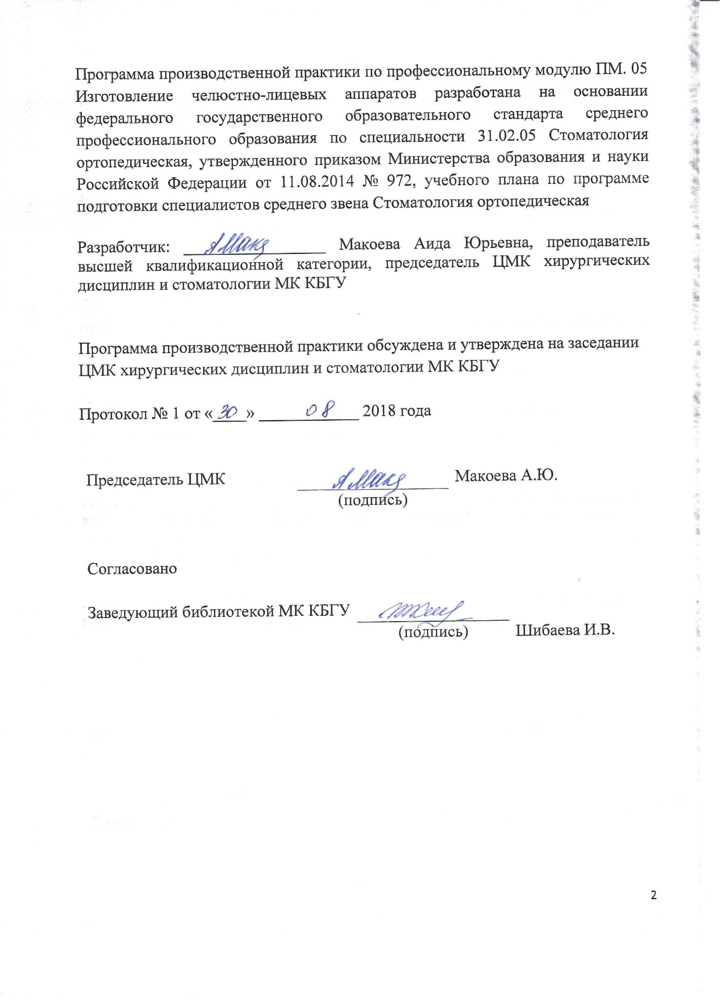 Программа производственной практики по профессиональному модулю ПМ. 05
Изготовление челюстно-лицевых аппаратов разработана на основании
федерального государственного образовательного стандарта среднего
профессионального образования по специальности 31.02.05 Стоматология
ортопедическая, утвержденного приказом Министерства образования и науки
Российской Федерации от 11.08.2014 № 972, учебного плана по программе
подготовки специалистов среднего звена Стоматология ортопедическая
Разработчик: Макоева Аида Юрьевна, преподаватель
высшей квалификационной категории, председатель ЦМК хирургических
дисциплин и стоматологии МК КБГУ
Программа производственной практики обсуждена и утверждена на заседании
ЦМК хирургических дисциплин и стоматологии МК КБГУ
Протокол № 1 от «30» 08 2018 года
Председатель ЦМК Макоева А.Ю.
(подпись)
Согласовано
Заведующий библиотекой МК КБГУ
(подпись) Шибаева И.В.
2